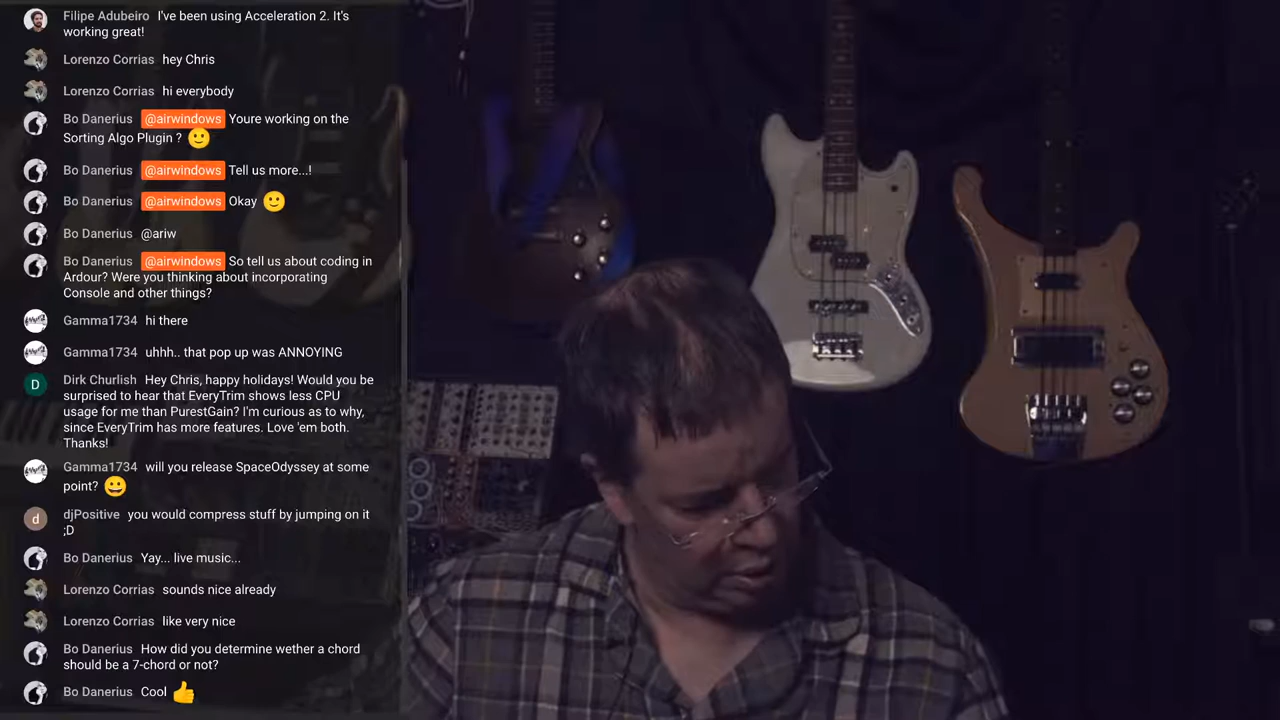 Filipe Adubeiro I've been using Acceleration 2. It's
working great!
Lorenzo Corrias hey Chris
Lorenzo Corrias hi everybody
Bo Danerius @airwindows Youre working on the
Sorting Algo Plugin ? 🙂
Bo Danerius @airwindows Tell us more...!
Bo Danerius @airwindows Okay 🙂
Bo Danerius @ariw
Bo Danerius @airwindows So tell us about coding in
Ardour? Were you thinking about incorporating
Console and other things?
Gamma1734 hi there
Gamma1734 uhhh.. that pop up was ANNOYING
D Dirk Churlish Hey Chris, happy holidays! Would you be
surprised to hear that EveryTrim shows less CPU
usage for me than PurestGain? I'm curious as to why,
since EveryTrim has more features. Love 'em both.
Thanks!
Gamma1734 will you release SpaceOdyssey at some
point? 😀
d djPositive you would compress stuff by jumping on it
;D
Bo Danerius Yay... live music...
Lorenzo Corrias sounds nice already
Lorenzo Corrias like very nice
Bo Danerius How did you determine wether a chord
should be a 7-chord or not?
Bo Danerius Cool 👍